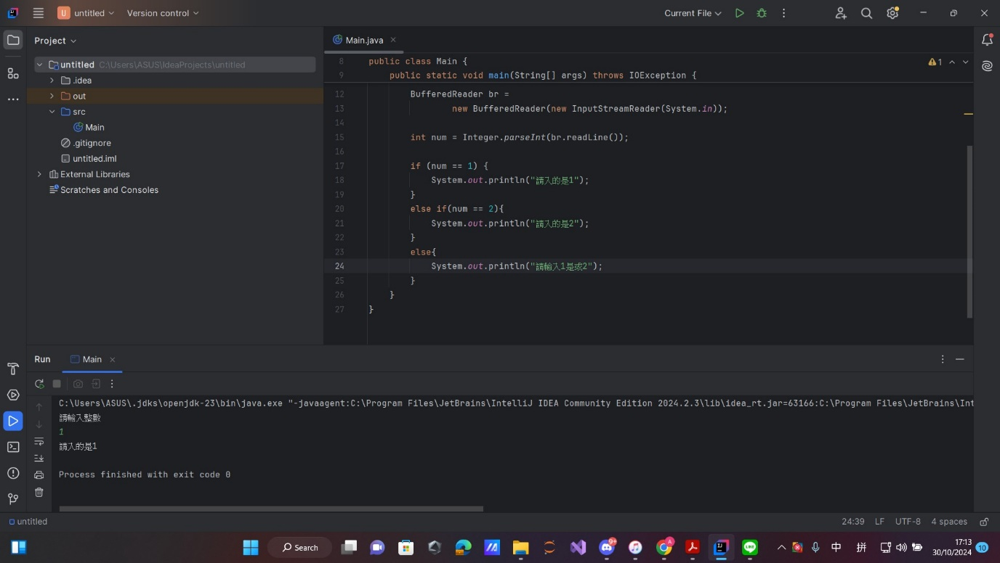 U untitled Version control Current File
Project
Main.java
untitled C:\Users\ASUS\IdeaProjects\untitled
.idea
out
src
Main
.gitignore
untitled.iml
External Libraries
Scratches and Consoles
8 public class Main {
9 public static void main(String[] args) throws IOException {
1
12 BufferedReader br =
13 new BufferedReader(new InputStreamReader(System.in));
14
15 int num = Integer.parseInt(br.readLine());
16
17 if (num == 1) {
18 System.out.println("請入的是1");
19 }
20 else if(num == 2){
21 System.out.println("請入的是2");
22 }
23 else{
24 System.out.println("請輸入1是或2");
25 }
26 }
27 }
Run Main
C:\Users\ASUS\.jdks\openjdk-23\bin\java.exe "-javaagent:C:\Program Files\JetBrains\IntelliJ IDEA Community Edition 2024.2.3\lib\idea_rt.jar=63166:C:\Program Files\JetBrains\Int
請輸入整數
1
請入的是1
Process finished with exit code 0
untitled 24:39 LF UTF-8 4 spaces
Search 中 拼 17:13
30/10/2024 10